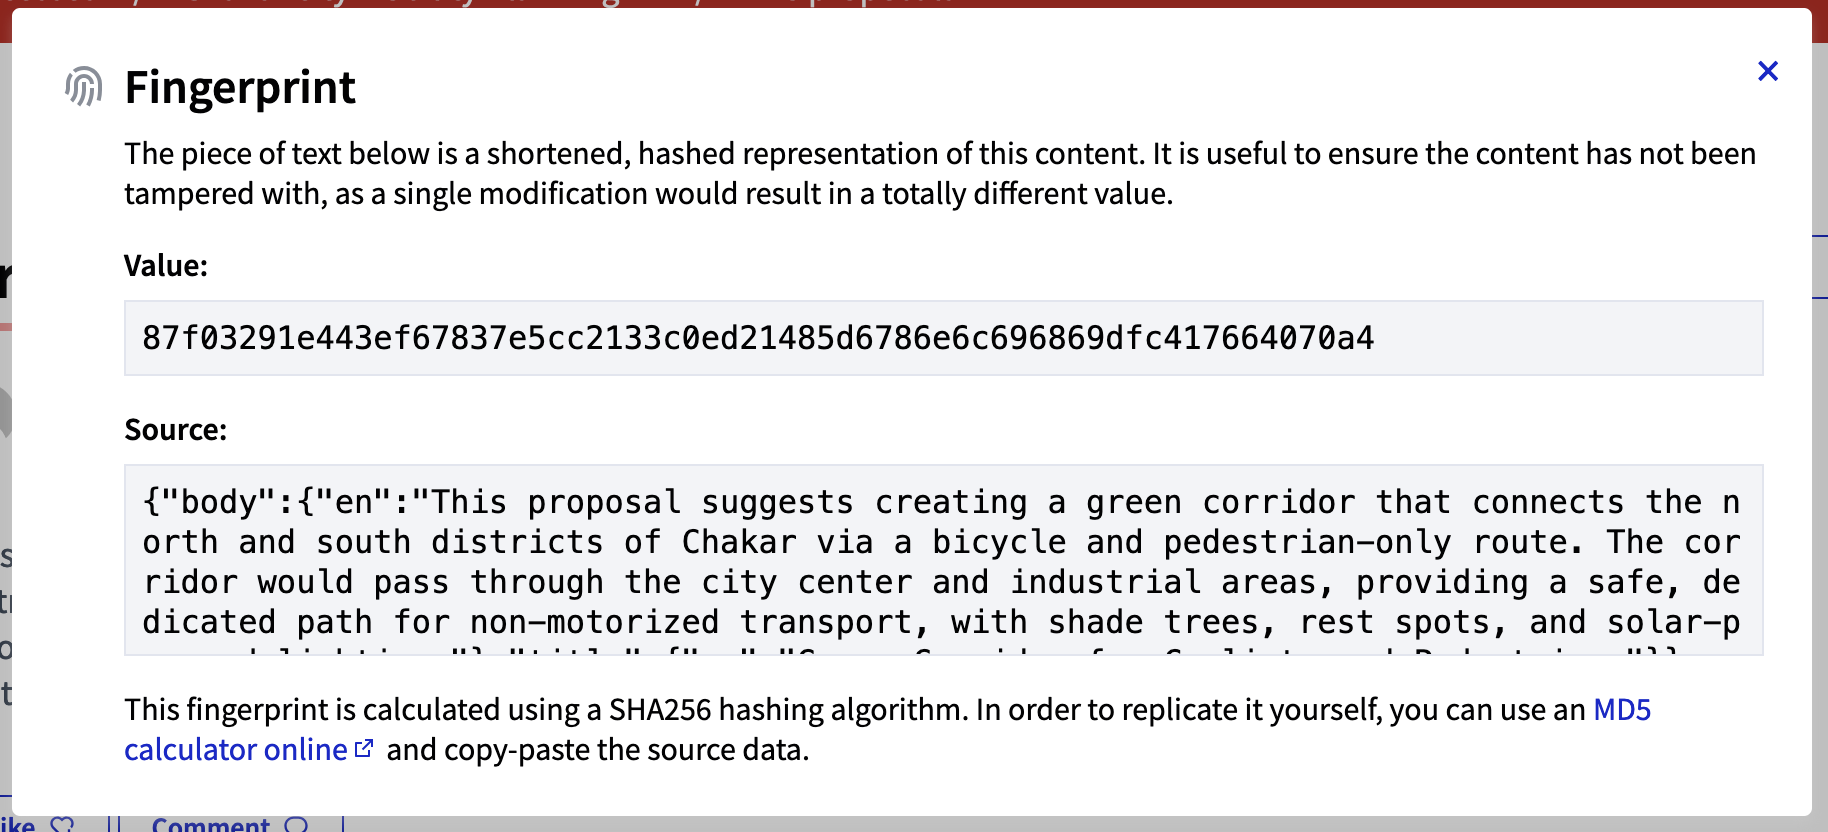 Fingerprint
The piece of text below is a shortened, hashed representation of this content. It is useful to ensure the content has not been
tampered with, as a single modification would result in a totally different value.
Value:
87f03291e443ef67837e5cc2133c0ed21485d6786e6c696869dfc417664070a4
Source:
{"body":{"en":"This proposal suggests creating a green corridor that connects the n
orth and south districts of Chakar via a bicycle and pedestrian-only route. The cor
ridor would pass through the city center and industrial areas, providing a safe, de
dicated path for non-motorized transport, with shade trees, rest spots, and solar-p
This fingerprint is calculated using a SHA256 hashing algorithm. In order to replicate it yourself, you can use an MD5
calculator online and copy-paste the source data.
ike
Comment